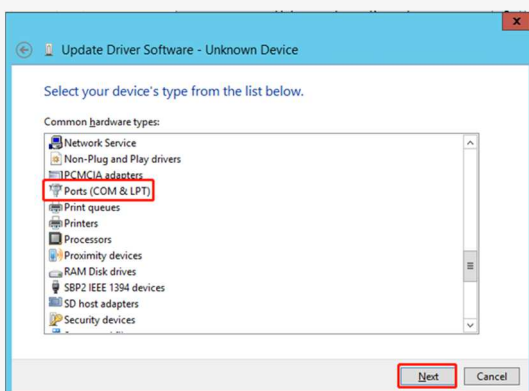 x
Update Driver Software - Unknown Device
Select your device's type from the list below.
Common hardware types:
Network Service
Non-Plug and Play drivers
PCMCIA adapters
Ports (COM & LPT)
Print queues
Printers
Processors
Proximity devices
RAM Disk drives
SBP2 IEEE 1394 devices
SD host adapters
Security devices
Next
Cancel